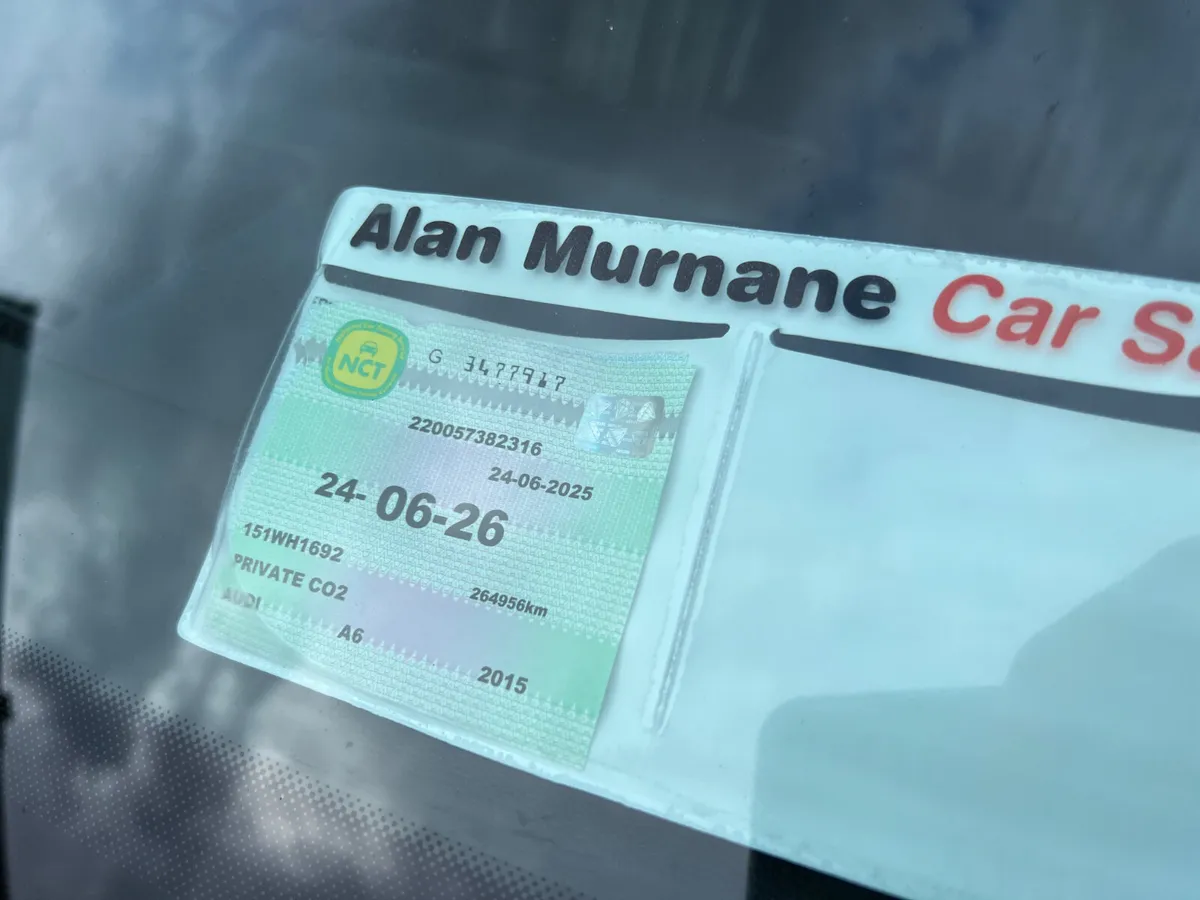 Alan Murnane Car
NCT
G 3477917
220057382316
24-06-2025
24-06-26
151WH1692
PRIVATE CO2
264956km
AUDI
A6
2015